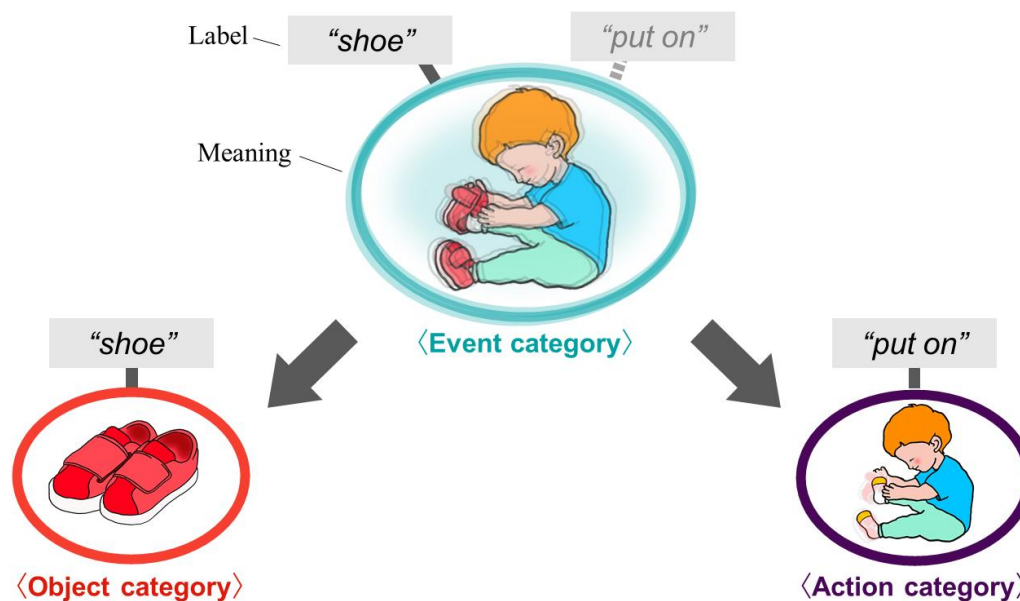 Label
“shoe”
“put on”
Meaning
〈Event category〉
“shoe”
“put on”
〈Object category〉
〈Action category〉